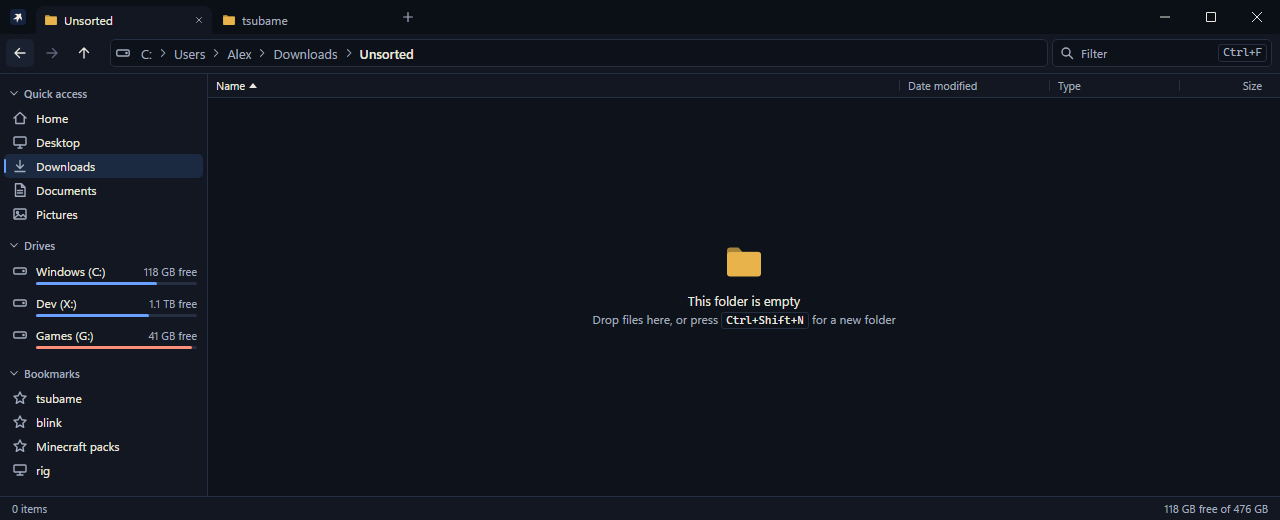 Unsorted
tsubame
C: Users Alex Downloads Unsorted
Filter Ctrl+F
Quick access
Home
Desktop
Downloads
Documents
Pictures
Drives
Windows (C:) 118 GB free
Dev (X:) 1.1 TB free
Games (G:) 41 GB free
Bookmarks
tsubame
blink
Minecraft packs
rig
Name Date modified Type Size
This folder is empty
Drop files here, or press Ctrl+Shift+N for a new folder
0 items 118 GB free of 476 GB